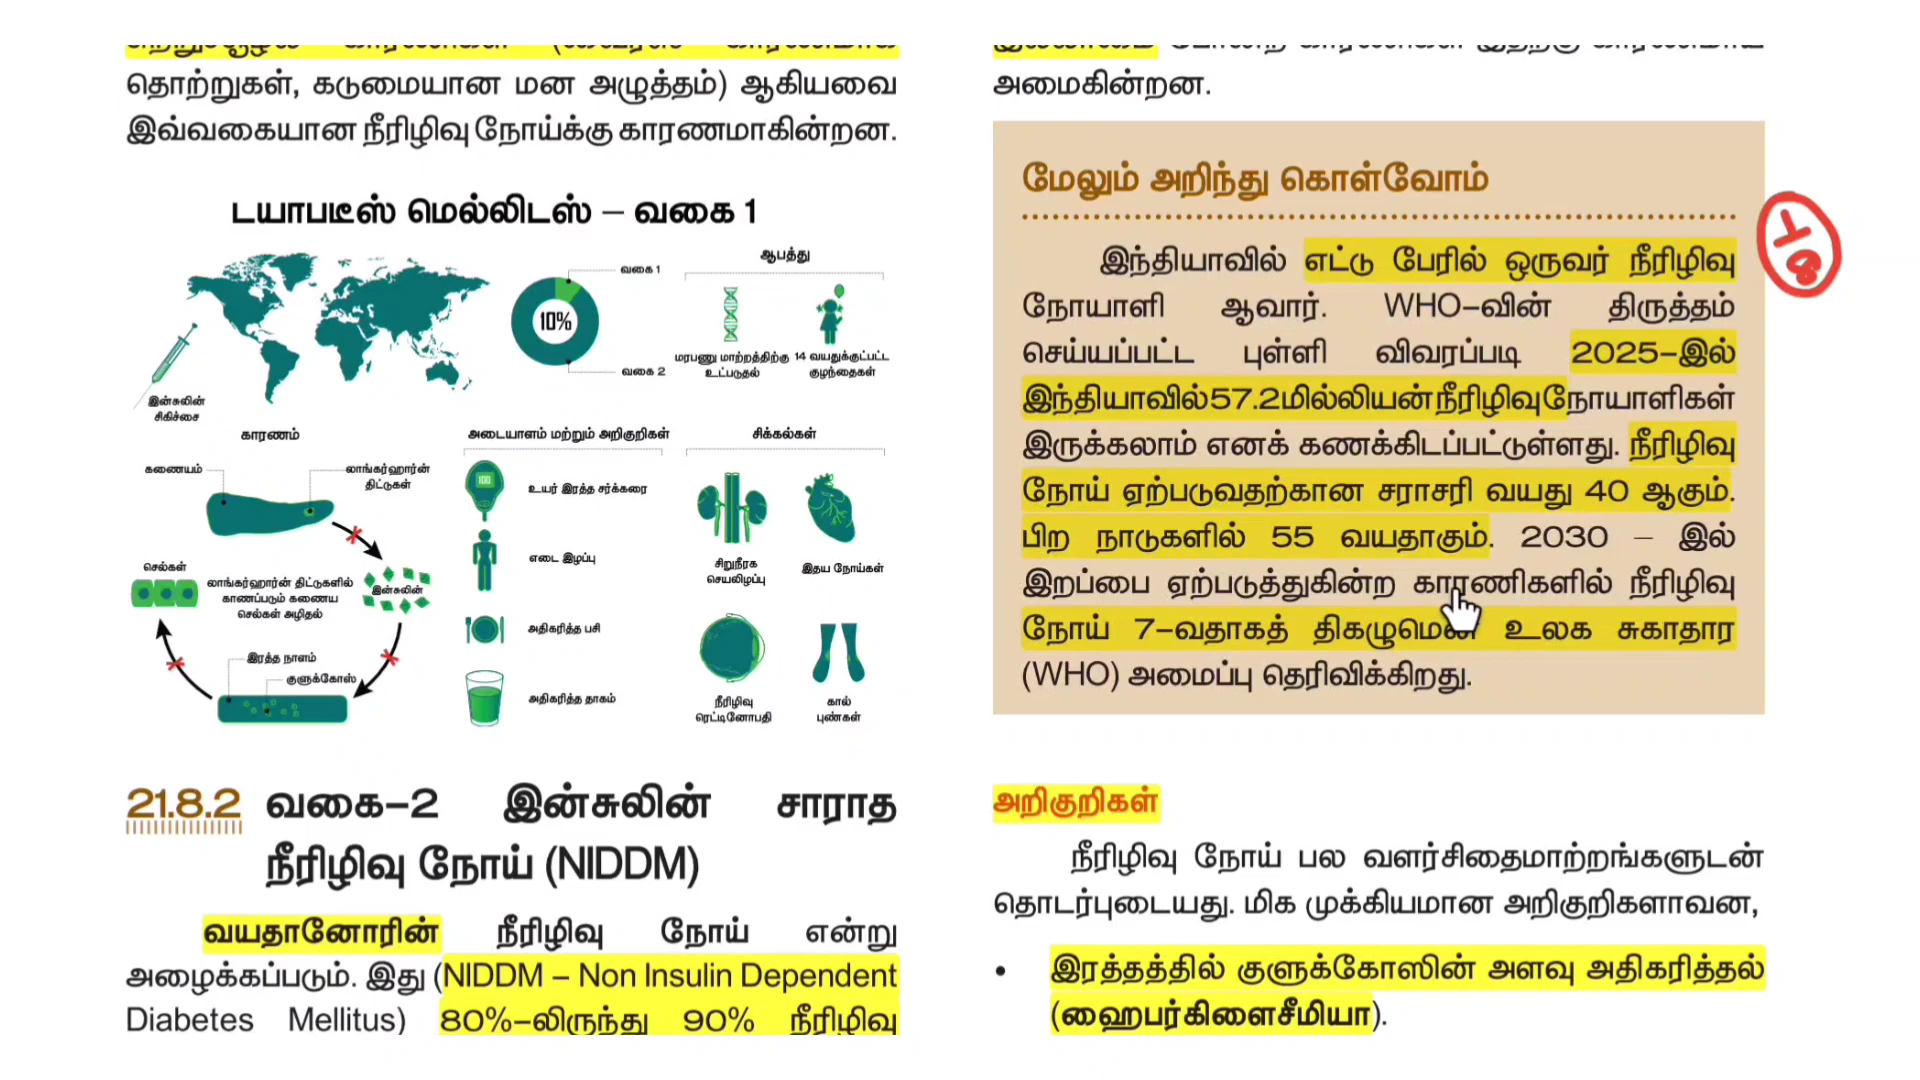 தொற்றுகள், கடுமையான மன அழுத்தம்) ஆகியவை
இவ்வகையான நீரிழிவு நோய்க்கு காரணமாகின்றன.
டயாபடீஸ் மெல்லிடஸ் – வகை 1
வகை 1
10%
வகை 2
ஆபத்து
மரபணு மாற்றத்திற்கு
உட்படுதல்
14 வயதுக்குட்பட்ட
குழந்தைகள்
இன்சுலின்
சிகிச்சை
காரணம்
கணையம்
லாங்கர்ஹார்ன்
திட்டுகள்
செல்கள்
லாங்கர்ஹார்ன் திட்டுகளில்
காணப்படும் கணைய
செல்கள் அழிதல்
இன்சுலின்
இரத்த நாளம்
குளுக்கோஸ்
அடையாளம் மற்றும் அறிகுறிகள்
100
உயர் இரத்த சர்க்கரை
எடை இழப்பு
அதிகரித்த பசி
அதிகரித்த தாகம்
சிக்கல்கள்
சிறுநீரக
செயலிழப்பு
இதய நோய்கள்
நீரிழிவு
ரெட்டினோபதி
கால்
புண்கள்
21.8.2 வகை–2 இன்சுலின் சாராத
நீரிழிவு நோய் (NIDDM)
வயதானோரின் நீரிழிவு நோய் என்று
அழைக்கப்படும். இது (NIDDM – Non Insulin Dependent
Diabetes Mellitus) 80%–லிருந்து 90% நீரிழிவு
அமைகின்றன.
மேலும் அறிந்து கொள்வோம்
இந்தியாவில் எட்டு பேரில் ஒருவர் நீரிழிவு
நோயாளி ஆவார். WHO–வின் திருத்தம்
செய்யப்பட்ட புள்ளி விவரப்படி 2025–இல்
இந்தியாவில் 57.2 மில்லியன் நீரிழிவு நோயாளிகள்
இருக்கலாம் எனக் கணக்கிடப்பட்டுள்ளது. நீரிழிவு
நோய் ஏற்படுவதற்கான சராசரி வயது 40 ஆகும்.
பிற நாடுகளில் 55 வயதாகும். 2030 – இல்
இறப்பை ஏற்படுத்துகின்ற காரணிகளில் நீரிழிவு
நோய் 7–வதாகத் திகழுமென உலக சுகாதார
(WHO) அமைப்பு தெரிவிக்கிறது.
1
8
அறிகுறிகள்
நீரிழிவு நோய் பல வளர்சிதைமாற்றங்களுடன்
தொடர்புடையது. மிக முக்கியமான அறிகுறிகளாவன,
• இரத்தத்தில் குளுக்கோஸின் அளவு அதிகரித்தல்
(ஹைபர்கிளைசீமியா).